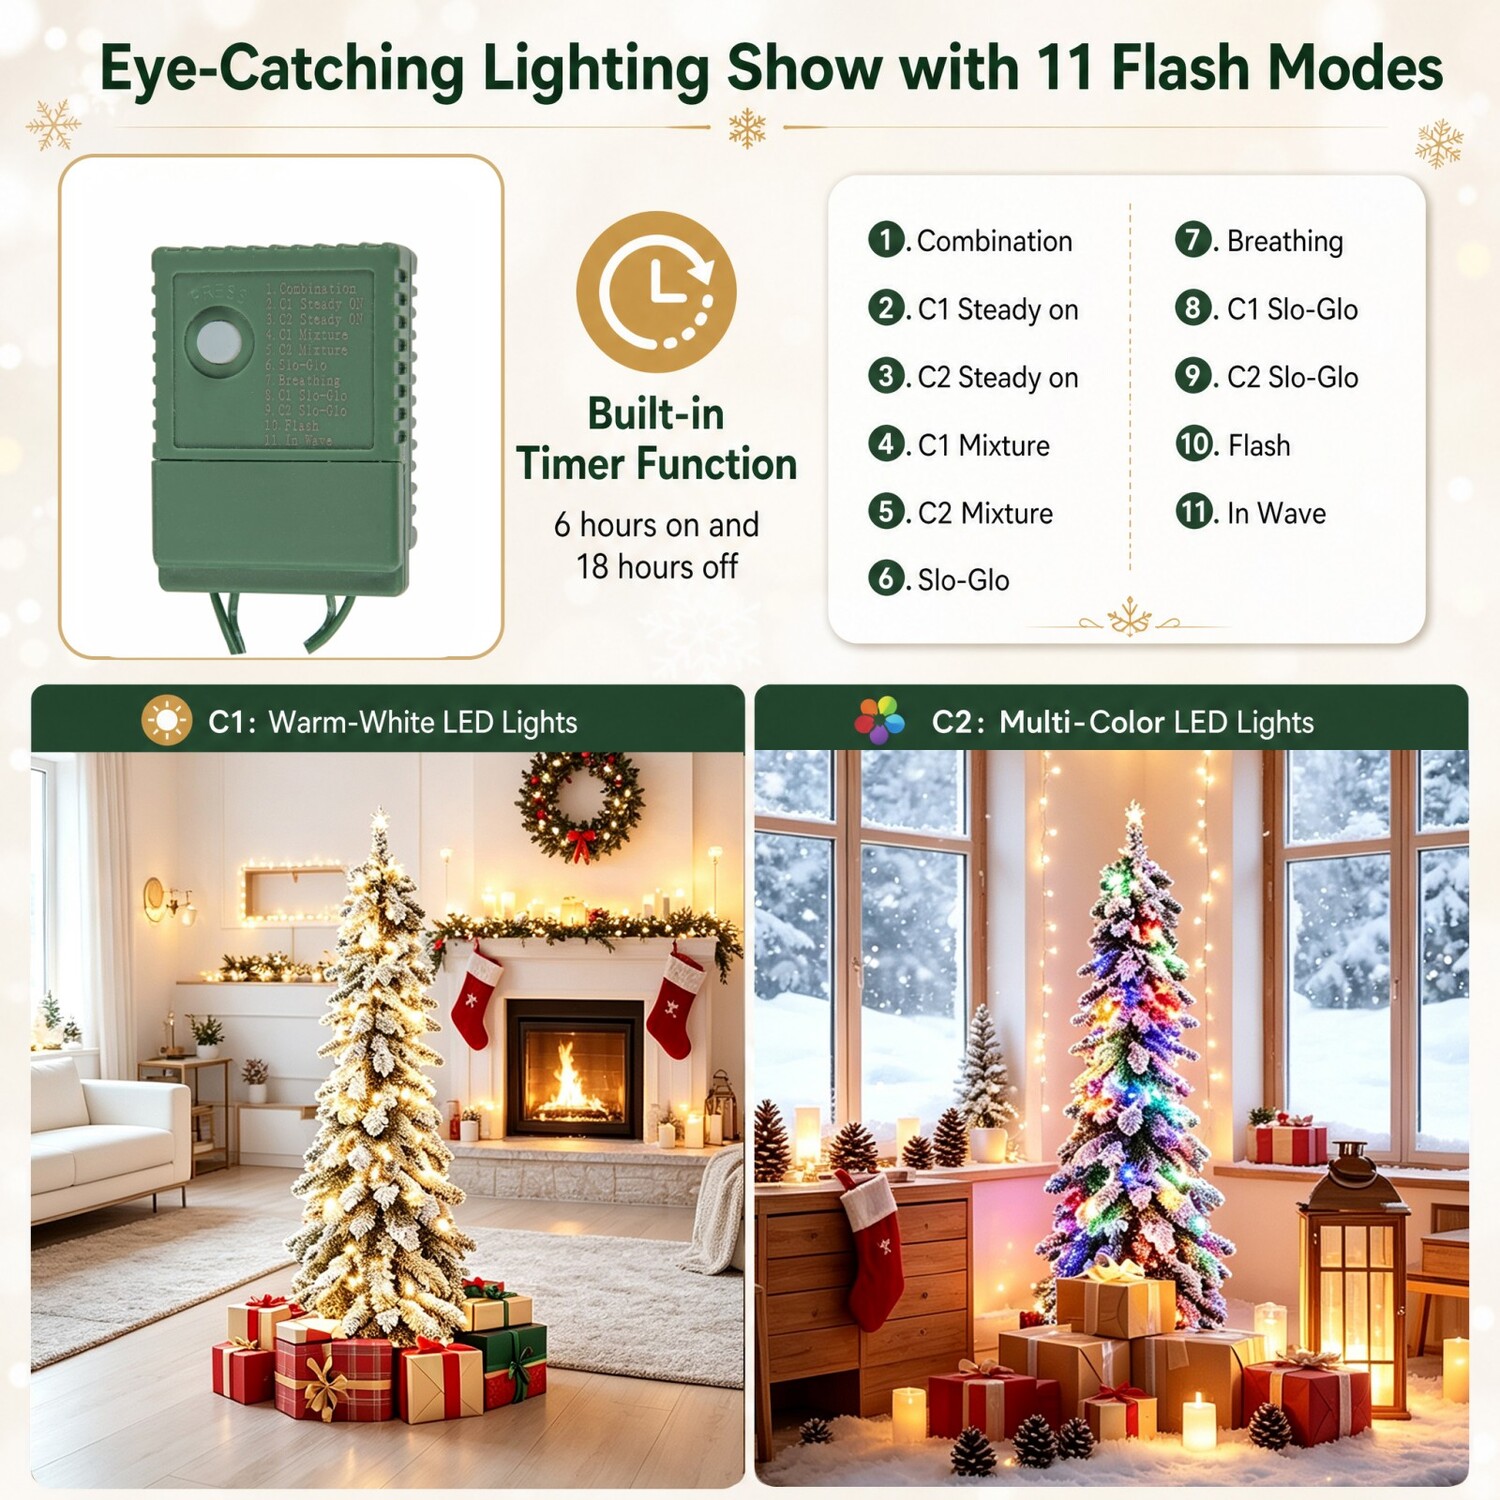 Eye-Catching Lighting Show with 11 Flash Modes
PRESS
1. Combination
2. C1 Steady ON
3. C2 Steady ON
4. C1 Mixture
5. C2 Mixture
6. Slo-Glo
7. Breathing
8. C1 Slo-Glo
9. C2 Slo-Glo
10. Flash
11. In Wave
Built-in
Timer Function
6 hours on and
18 hours off
1. Combination
2. C1 Steady on
3. C2 Steady on
4. C1 Mixture
5. C2 Mixture
6. Slo-Glo
7. Breathing
8. C1 Slo-Glo
9. C2 Slo-Glo
10. Flash
11. In Wave
C1: Warm-White LED Lights
C2: Multi-Color LED Lights